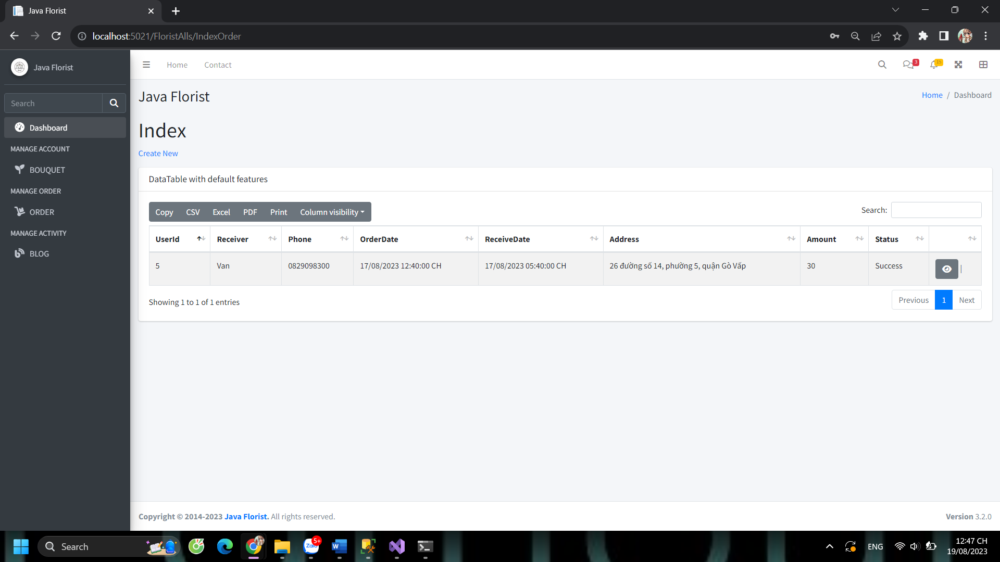 Java Florist
localhost:5021/FloristAlls/IndexOrder
Java Florist
Home Contact
3
15
Search
Java Florist
Home / Dashboard
Dashboard
Index
MANAGE ACCOUNT
Create New
BOUQUET
DataTable with default features
MANAGE ORDER
ORDER
Copy CSV Excel PDF Print Column visibility
Search:
MANAGE ACTIVITY
BLOG
UserId Receiver Phone OrderDate ReceiveDate Address Amount Status
5 Van 0829098300 17/08/2023 12:40:00 CH 17/08/2023 05:40:00 CH 26 đường số 14, phường 5, quận Gò Vấp 30 Success |
Showing 1 to 1 of 1 entries
Previous 1 Next
Copyright © 2014-2023 Java Florist. All rights reserved.
Version 3.2.0
Search
Zalo
5+
W
ENG
12:47 CH
19/08/2023